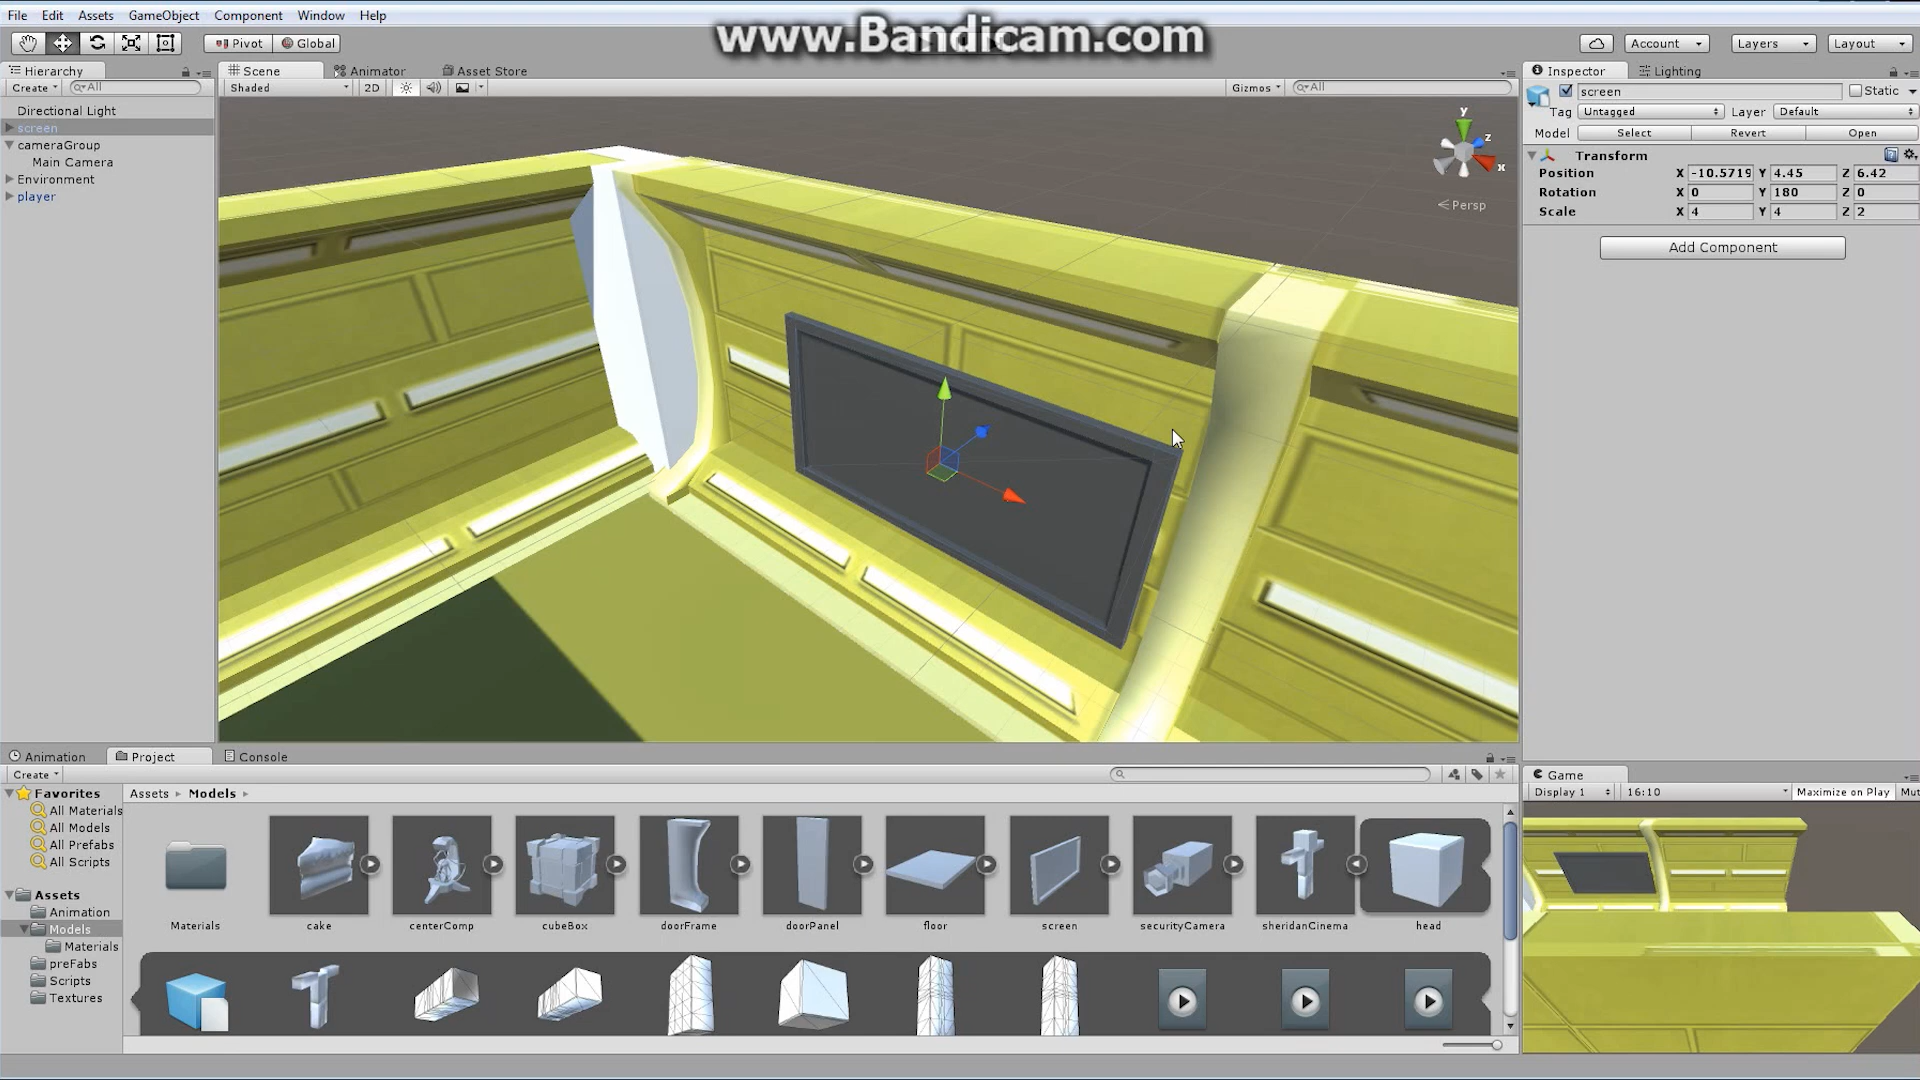 File Edit Assets GameObject Component Window Help
www.Bandicam.com
Pivot Global Account Layers Layout
Hierarchy Scene Animator Asset Store Inspector Lighting
Create All Shaded 2D Gizmos All screen Static
Directional Light
screen
cameraGroup
Main Camera
Environment
player
y
z
x
Persp
Tag Untagged Layer Default
Model Select Revert Open
Transform
Position X -10.5719 Y 4.45 Z 6.42
Rotation X 0 Y 180 Z 0
Scale X 4 Y 4 Z 2
Add Component
Animation Project Console
Create
Favorites
All Materials
All Models
All Prefabs
All Scripts
Assets
Animation
Models
Materials
preFabs
Scripts
Textures
Assets Models
Materials cake centerComp cubeBox doorFrame doorPanel floor screen securityCamera sheridanCinema head
Game
Display 1 16:10 Maximize on Play Mut